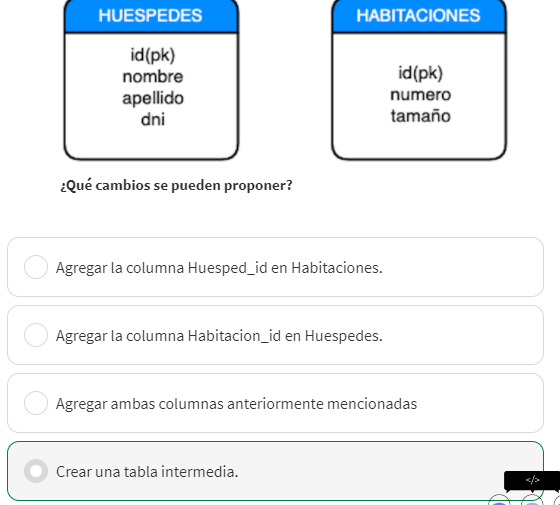 HUESPEDES
id(pk)
nombre
apellido
dni
HABITACIONES
id(pk)
numero
tamaño
¿Qué cambios se pueden proponer?
Agregar la columna Huesped_id en Habitaciones.
Agregar la columna Habitacion_id en Huespedes.
Agregar ambas columnas anteriormente mencionadas
Crear una tabla intermedia.
</>